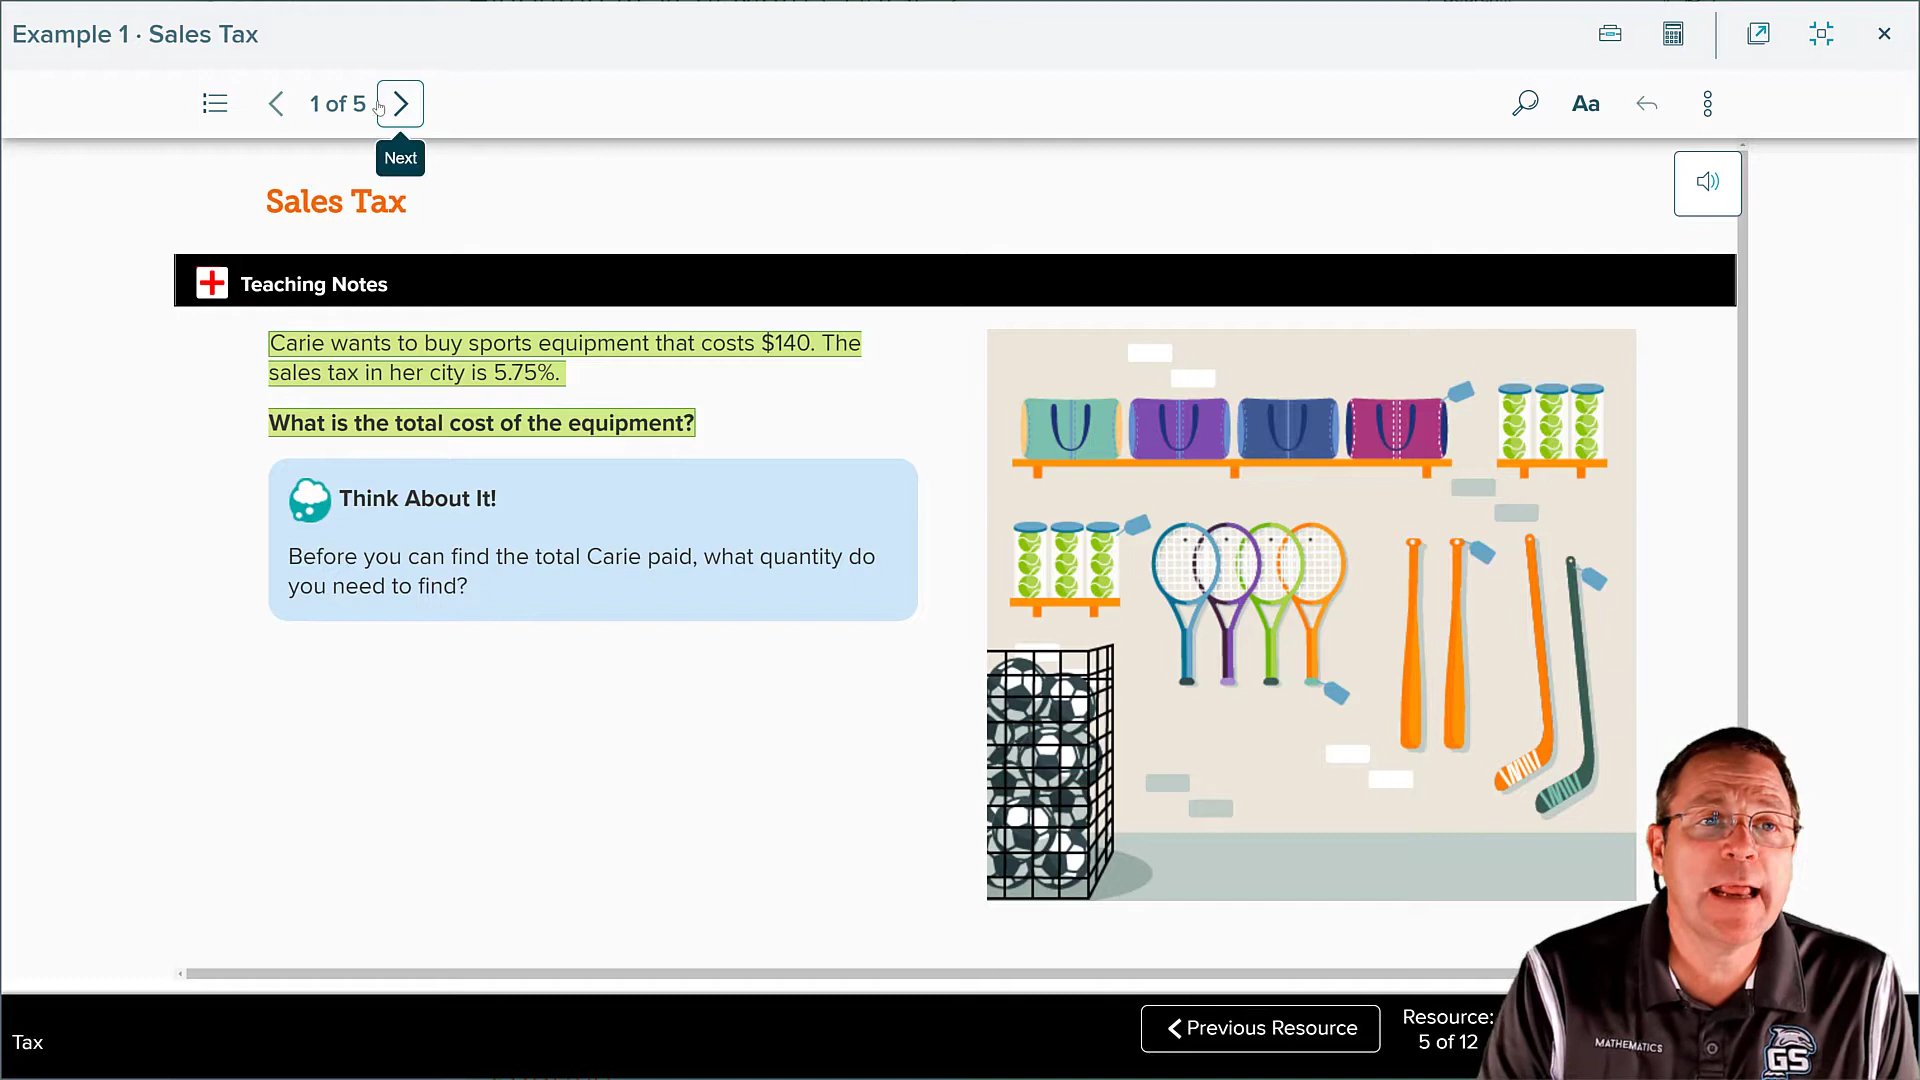 Example 1 · Sales Tax
1 of 5
Aa
Next
Sales Tax
Teaching Notes
Carie wants to buy sports equipment that costs $140. The
sales tax in her city is 5.75%.
What is the total cost of the equipment?
Think About It!
Before you can find the total Carie paid, what quantity do
you need to find?
Tax
Previous Resource
Resource:
5 of 12
MATHEMATICS
GS